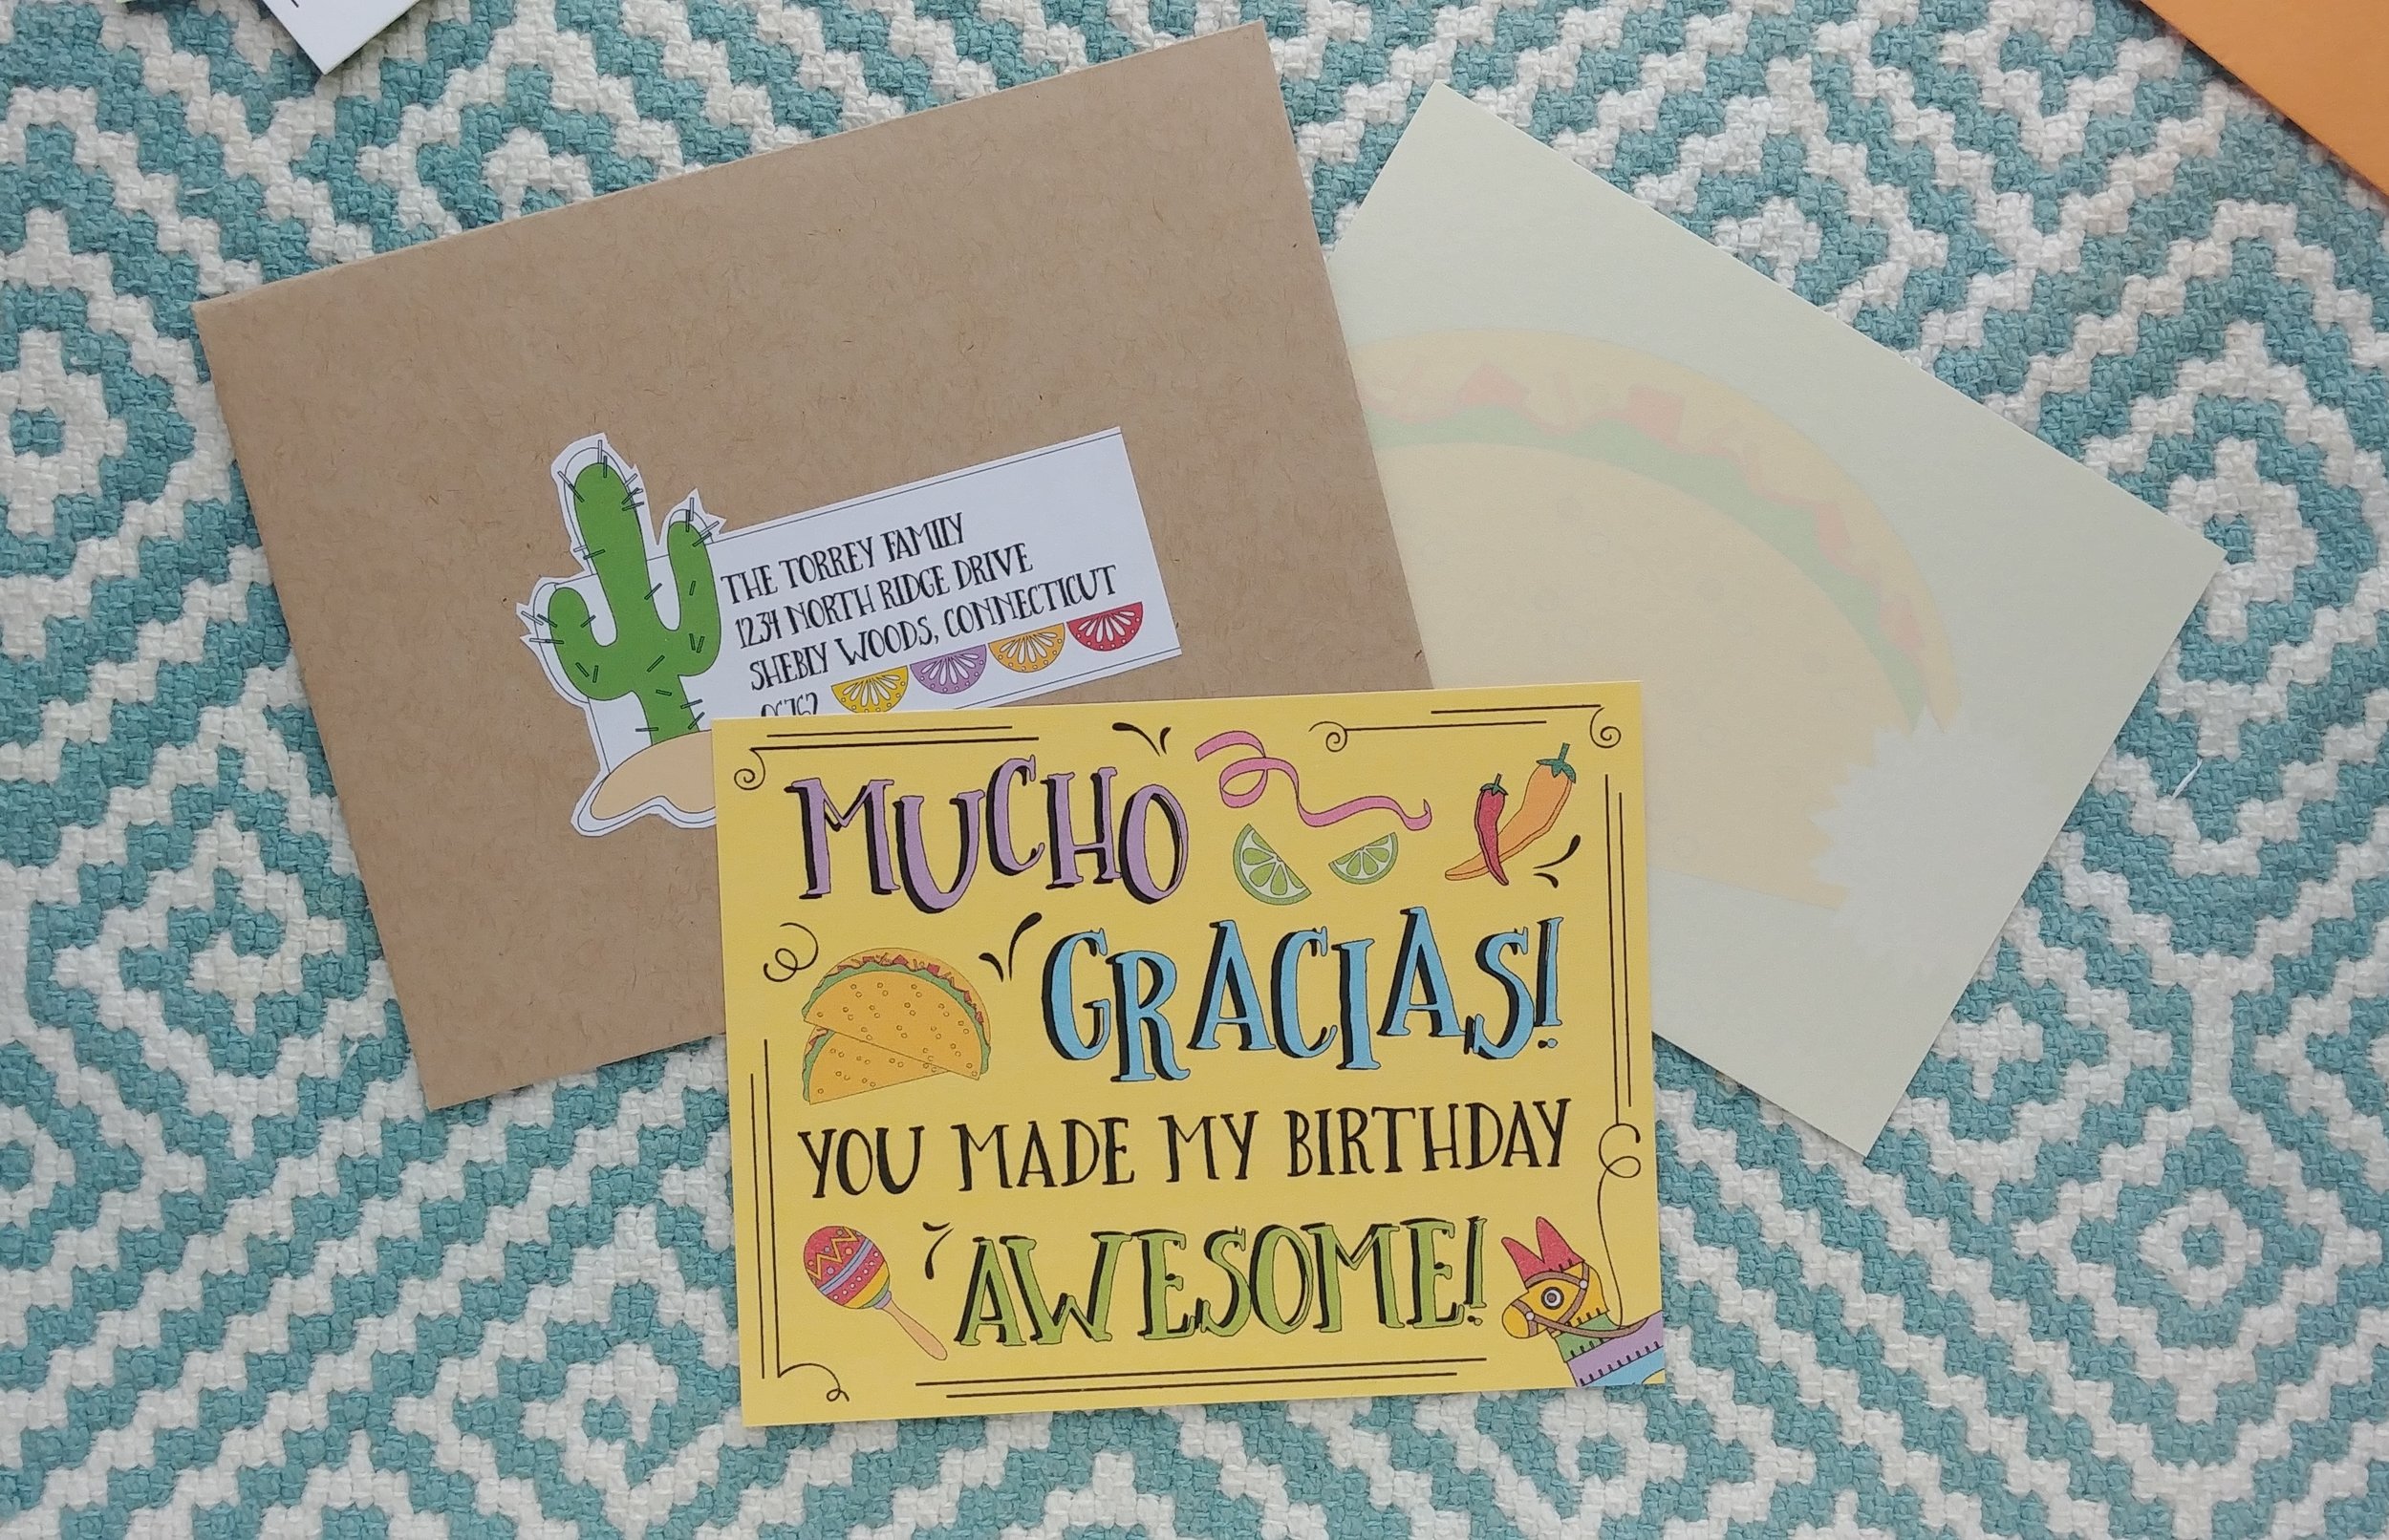 THE TORREY FAMILY
1234 NORTH RIDGE DRIVE
SHEBLY WOODS, CONNECTICUT
MUCHO
GRACIAS!
YOU MADE MY BIRTHDAY
AWESOME!